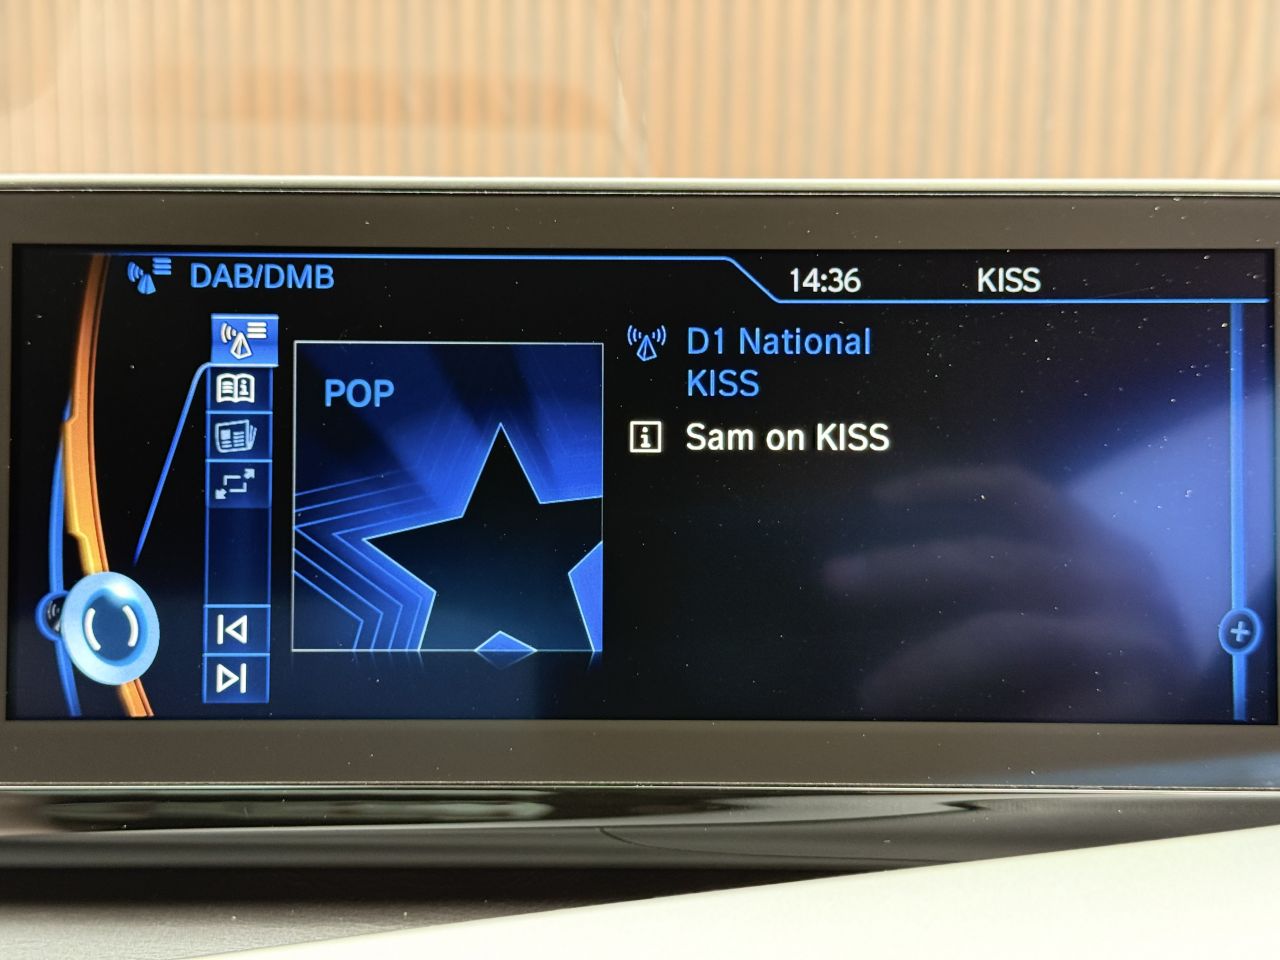 DAB/DMB
14:36
KISS
POP
D1 National
KISS
Sam on KISS